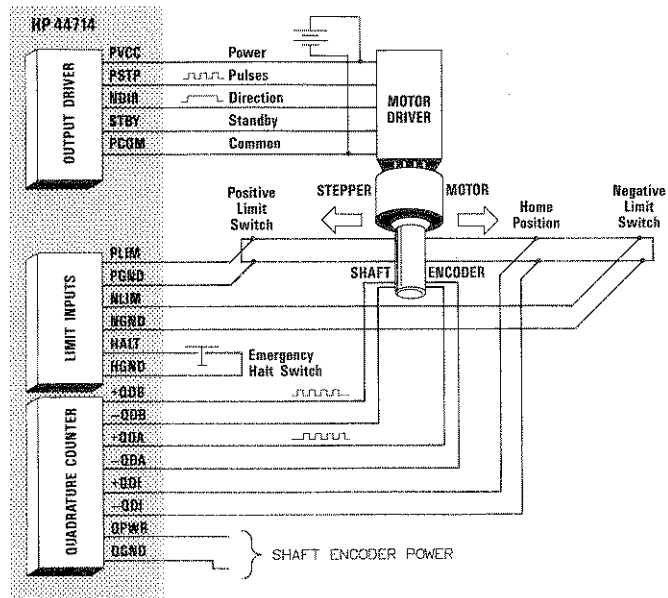 HP 44714
OUTPUT DRIVER
PVCC Power
PSTP Pulses
NDIR Direction
STBY Standby
PCOM Common
MOTOR
DRIVER
STEPPER MOTOR
Positive
Limit
Switch
Home
Position
Negative
Limit
Switch
SHAFT ENCODER
LIMIT INPUTS
PLIM
PGND
NLIM
NGND
HALT
HGND
Emergency
Halt Switch
QUADRATURE COUNTER
+QDB
−QDB
+QDA
−QDA
+QDI
−QDI
QPWR
QGND
SHAFT ENCODER POWER